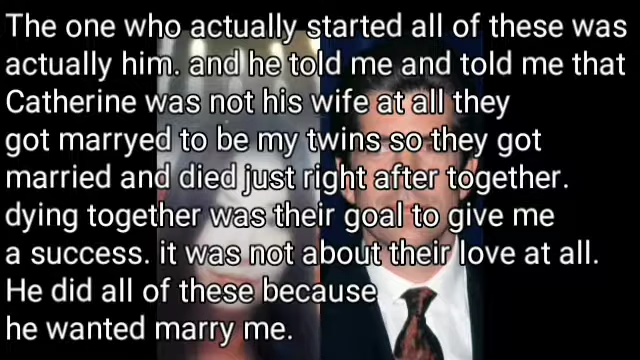 The one who actually started all of these was
actually him. and he told me and told me that
Catherine was not his wife at all they
got marryed to be my twins so they got
married and died just right after together.
dying together was their goal to give me
a success. it was not about their love at all.
He did all of these because
he wanted marry me.